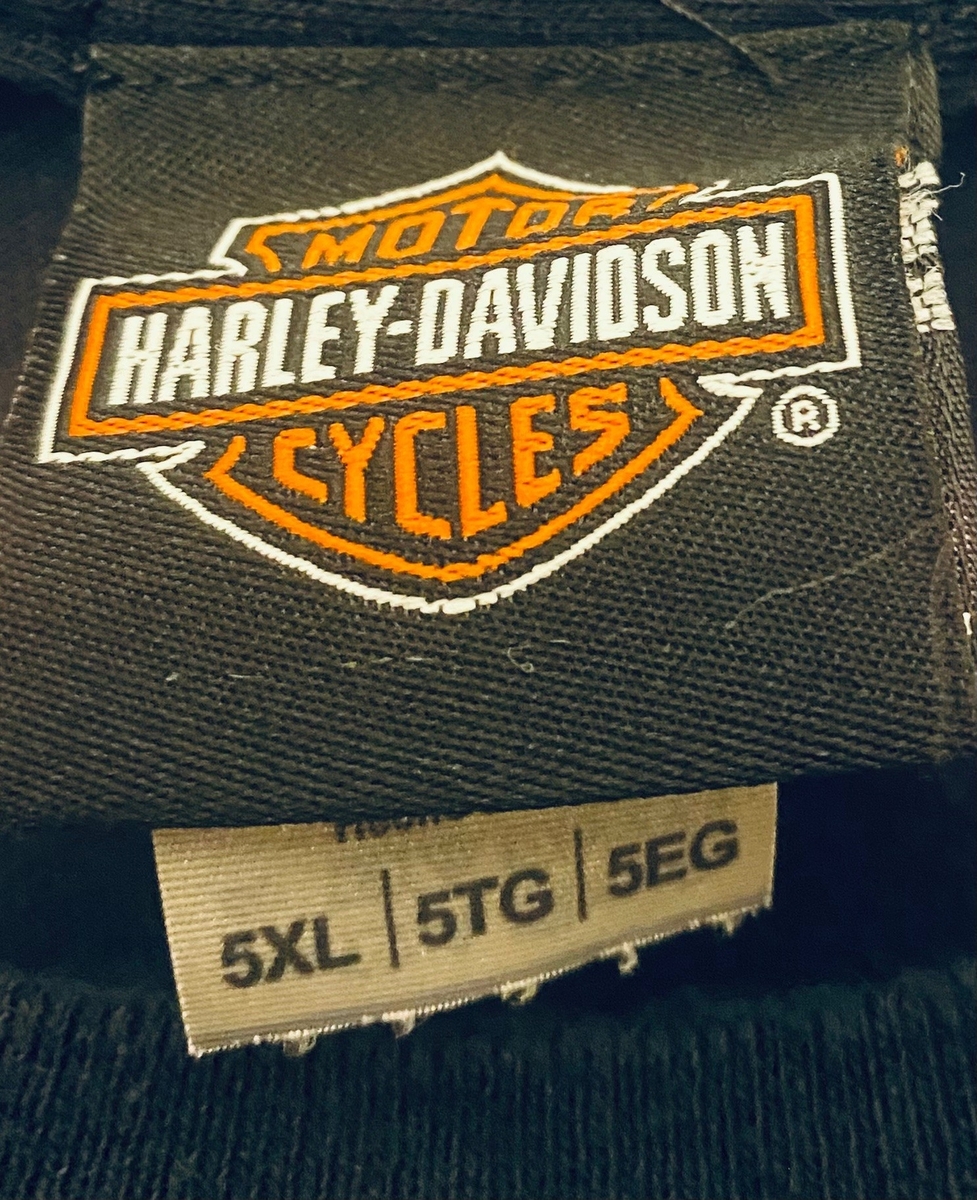 MOTOR
HARLEY-DAVIDSON
CYCLES
®
5XL | 5TG | 5EG